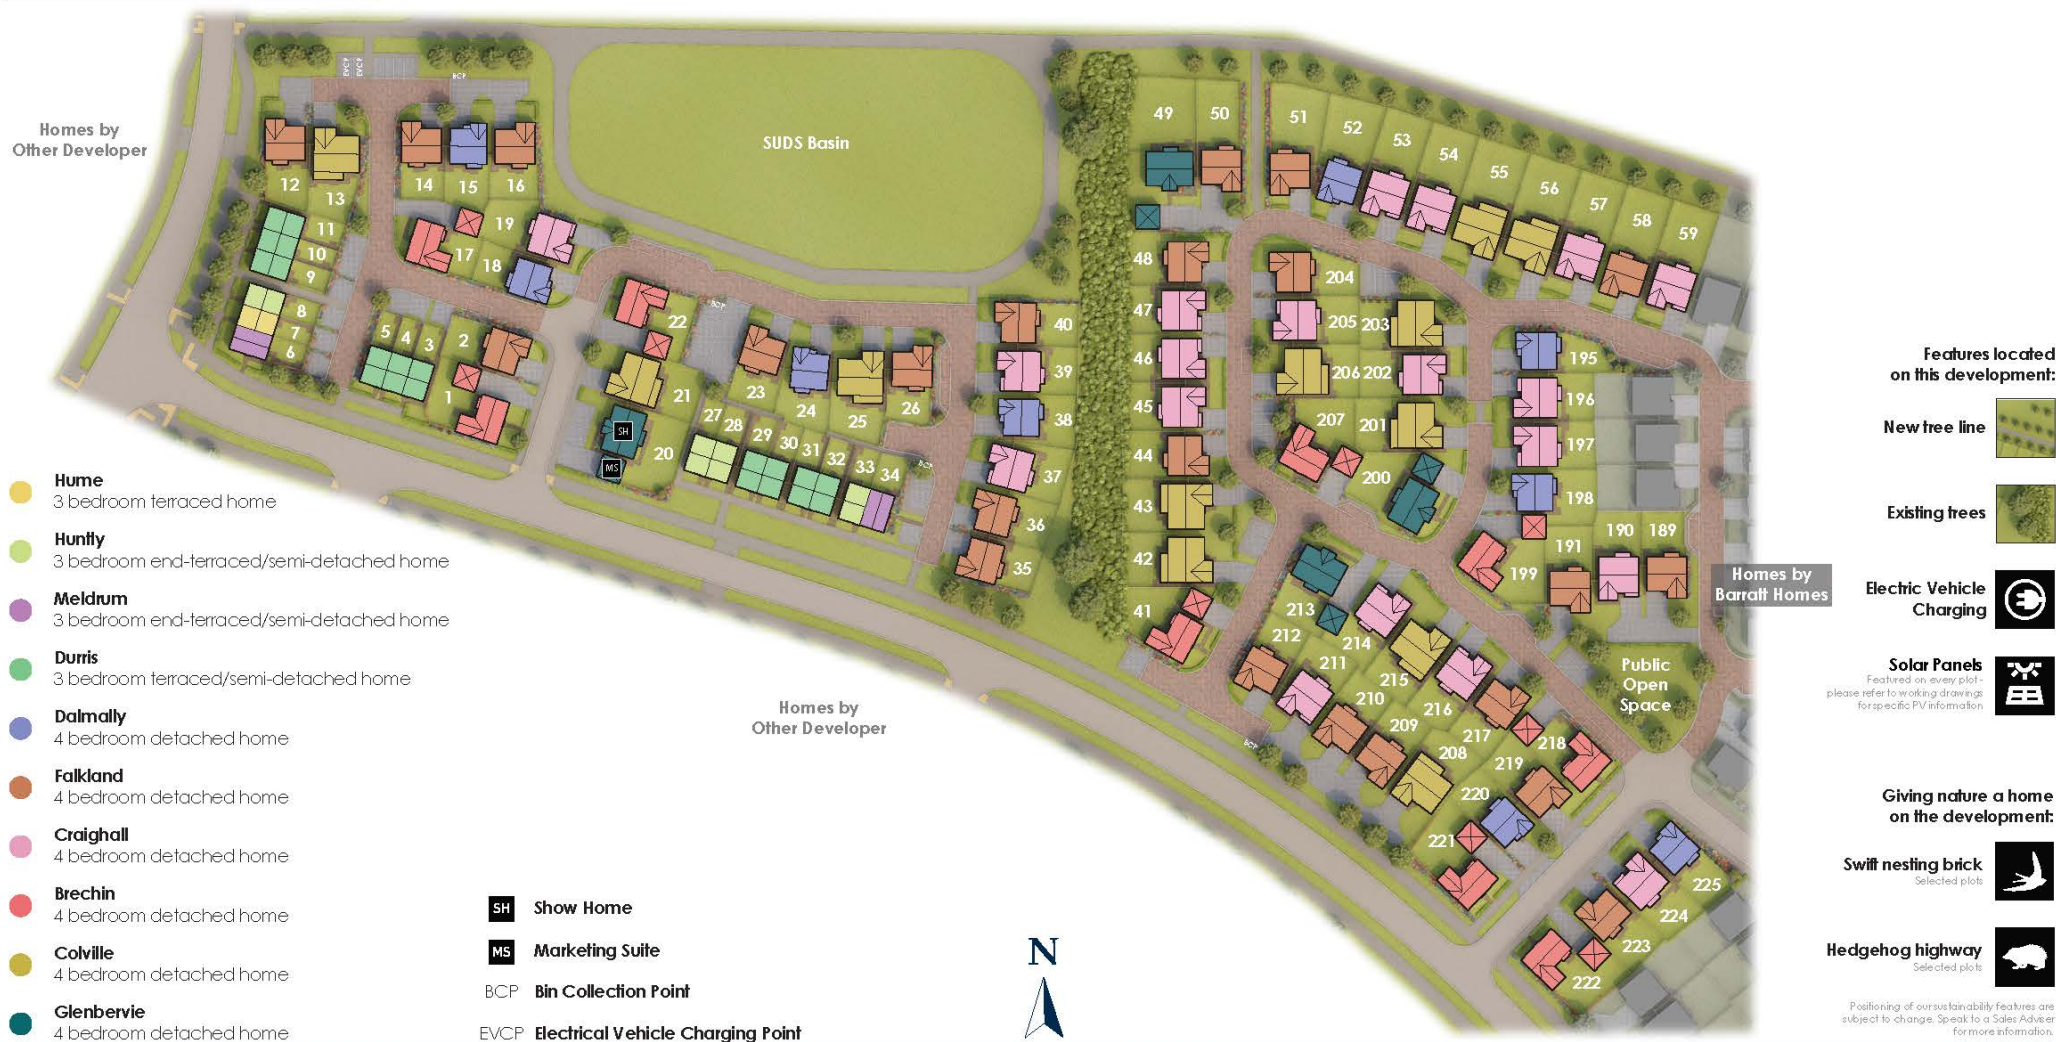 Homes by
Other Developer
EVCP
EVCP
BCP
SUDS Basin
12
13
14
15
16
11
10
9
17
18
19
8
7
6
5
4
3
2
1
22
BCP
21
SH
MS
20
23
24
25
26
27
28
29
30
31
32
33
34
BCP
40
39
38
37
36
35
49
50
51
52
53
54
55
56
57
58
59
48
47
46
45
44
43
42
41
204
205
203
206
202
207
201
200
195
196
197
198
199
191
190
189
213
212
214
211
215
210
216
209
217
208
218
219
220
221
BCP
222
223
224
225
Public
Open
Space
Homes by
Barratt Homes
Homes by
Other Developer
Hume
3 bedroom terraced home
Huntly
3 bedroom end-terraced/semi-detached home
Meldrum
3 bedroom end-terraced/semi-detached home
Durris
3 bedroom terraced/semi-detached home
Dalmally
4 bedroom detached home
Falkland
4 bedroom detached home
Craighall
4 bedroom detached home
Brechin
4 bedroom detached home
Colville
4 bedroom detached home
Glenbervie
4 bedroom detached home
SH Show Home
MS Marketing Suite
BCP Bin Collection Point
EVCP Electrical Vehicle Charging Point
N
Features located
on this development:
New tree line
Existing trees
Electric Vehicle
Charging
Solar Panels
Featured on every plot -
please refer to working drawings
for specific PV information
Giving nature a home
on the development:
Swift nesting brick
Selected plots
Hedgehog highway
Selected plots
Positioning of our sustainability features are
subject to change. Speak to a Sales Adviser
for more information.